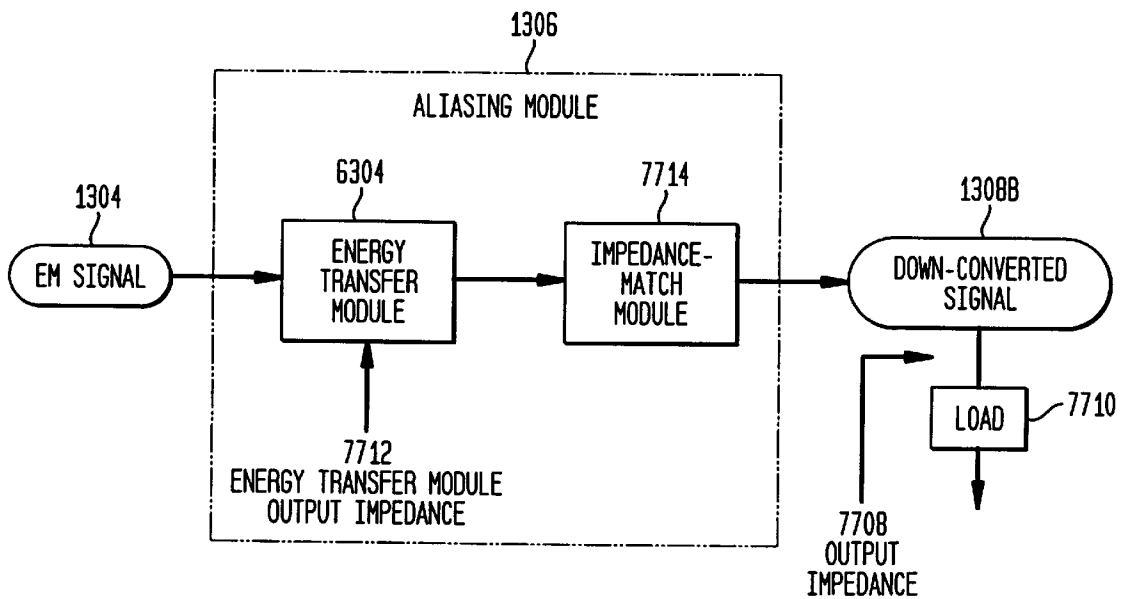 1306
ALIASING MODULE
1304
EM SIGNAL
6304
ENERGY
TRANSFER
MODULE
7714
IMPEDANCE-
MATCH
MODULE
1308B
DOWN-CONVERTED
SIGNAL
LOAD
7710
7712
ENERGY TRANSFER MODULE
OUTPUT IMPEDANCE
7708
OUTPUT
IMPEDANCE